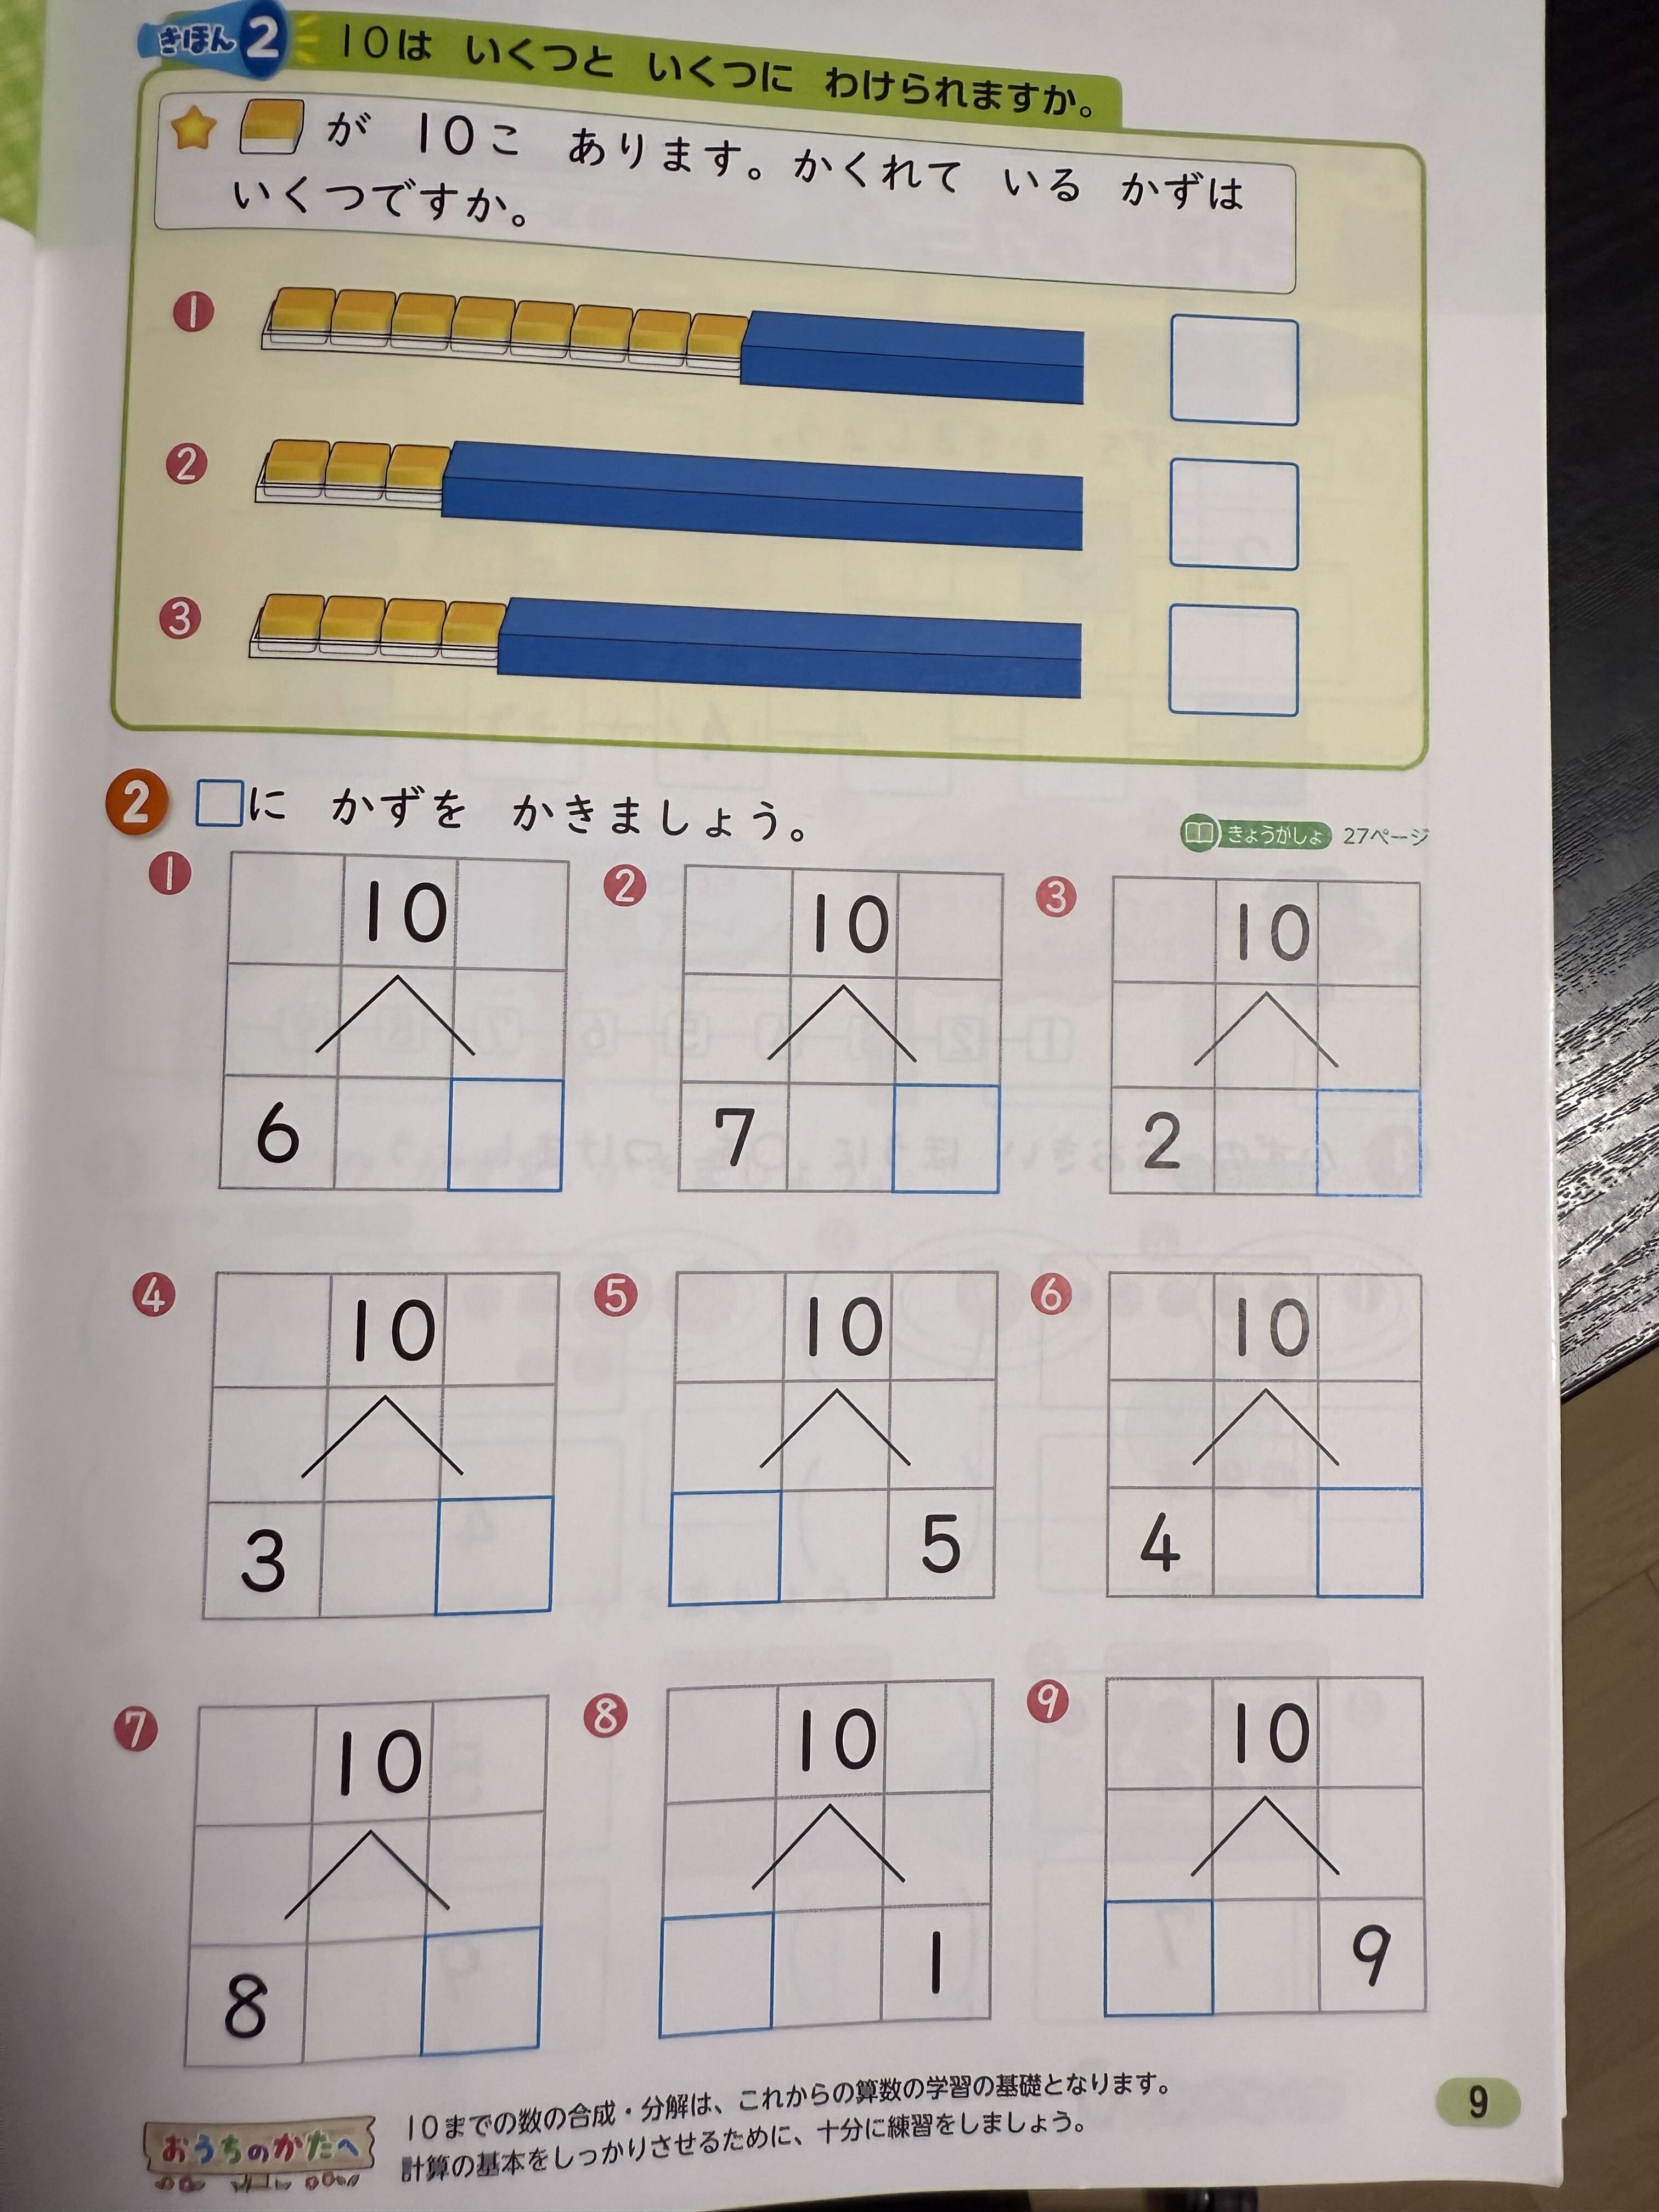 きほん 2 10は いくつと いくつに わけられますか。
が 10こ あります。かくれて いる かずは
いくつですか。
1
2
3
2 □に かずを かきましょう。
きょうかしょ 27ページ
1 10 2 10 3 10
6 7 2
4 10 5 10 6 10
3 5 4
7 10 8 10 9 10
8 1 9
おうちのかたへ
10までの数の合成・分解は、これからの算数の学習の基礎となります。
計算の基本をしっかりさせるために、十分に練習をしましょう。
9